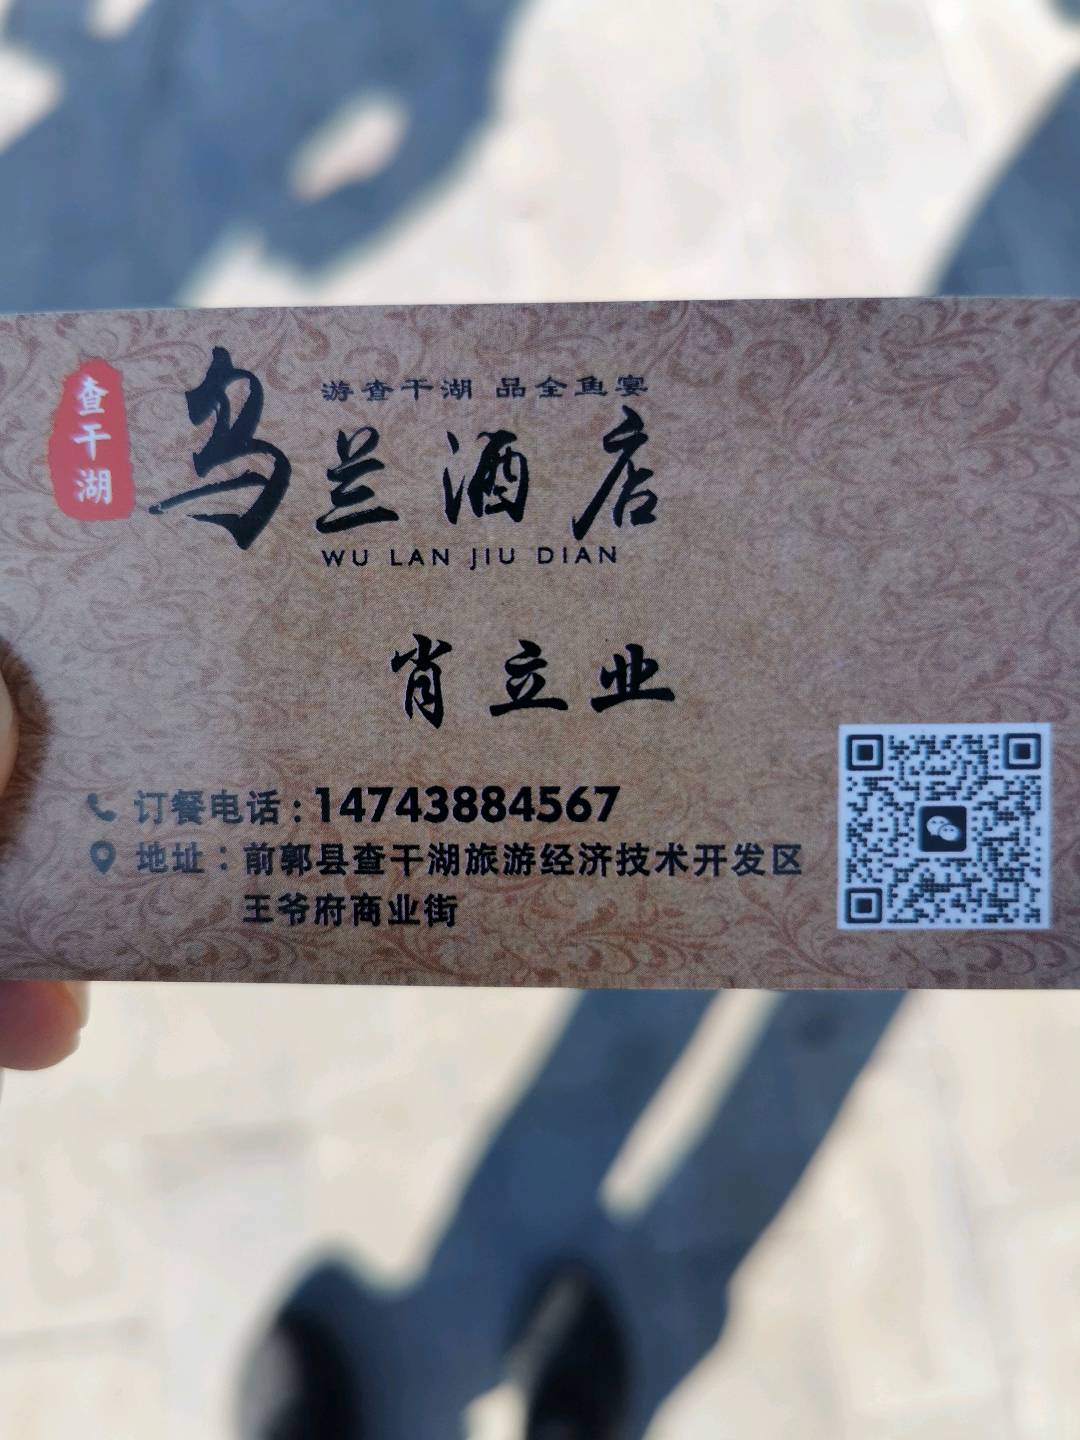 查干湖
游查干湖 品全鱼宴
乌兰酒店
WU LAN JIU DIAN
肖立业
订餐电话：14743884567
地址：前郭县查干湖旅游经济技术开发区
王爷府商业街